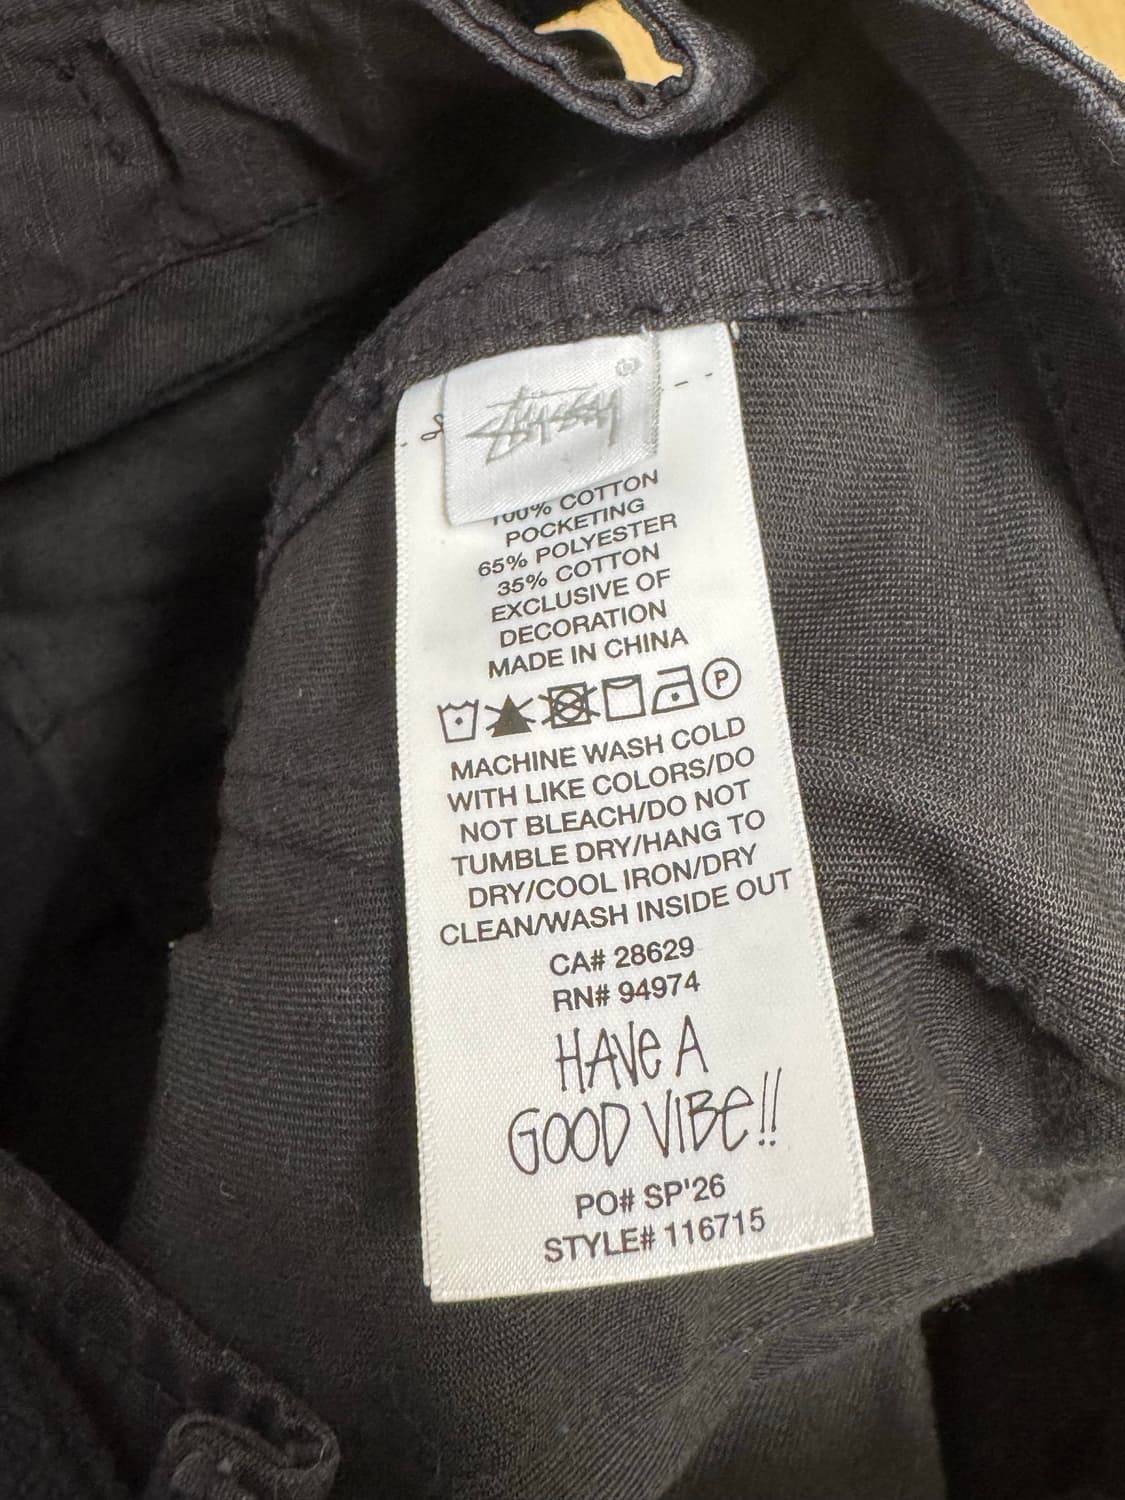 STUSSY ®
100% COTTON
POCKETING
65% POLYESTER
35% COTTON
EXCLUSIVE OF
DECORATION
MADE IN CHINA
P
MACHINE WASH COLD
WITH LIKE COLORS/DO
NOT BLEACH/DO NOT
TUMBLE DRY/HANG TO
DRY/COOL IRON/DRY
CLEAN/WASH INSIDE OUT
CA# 28629
RN# 94974
HAVE A
GOOD VIBE!!
PO# SP'26
STYLE# 116715